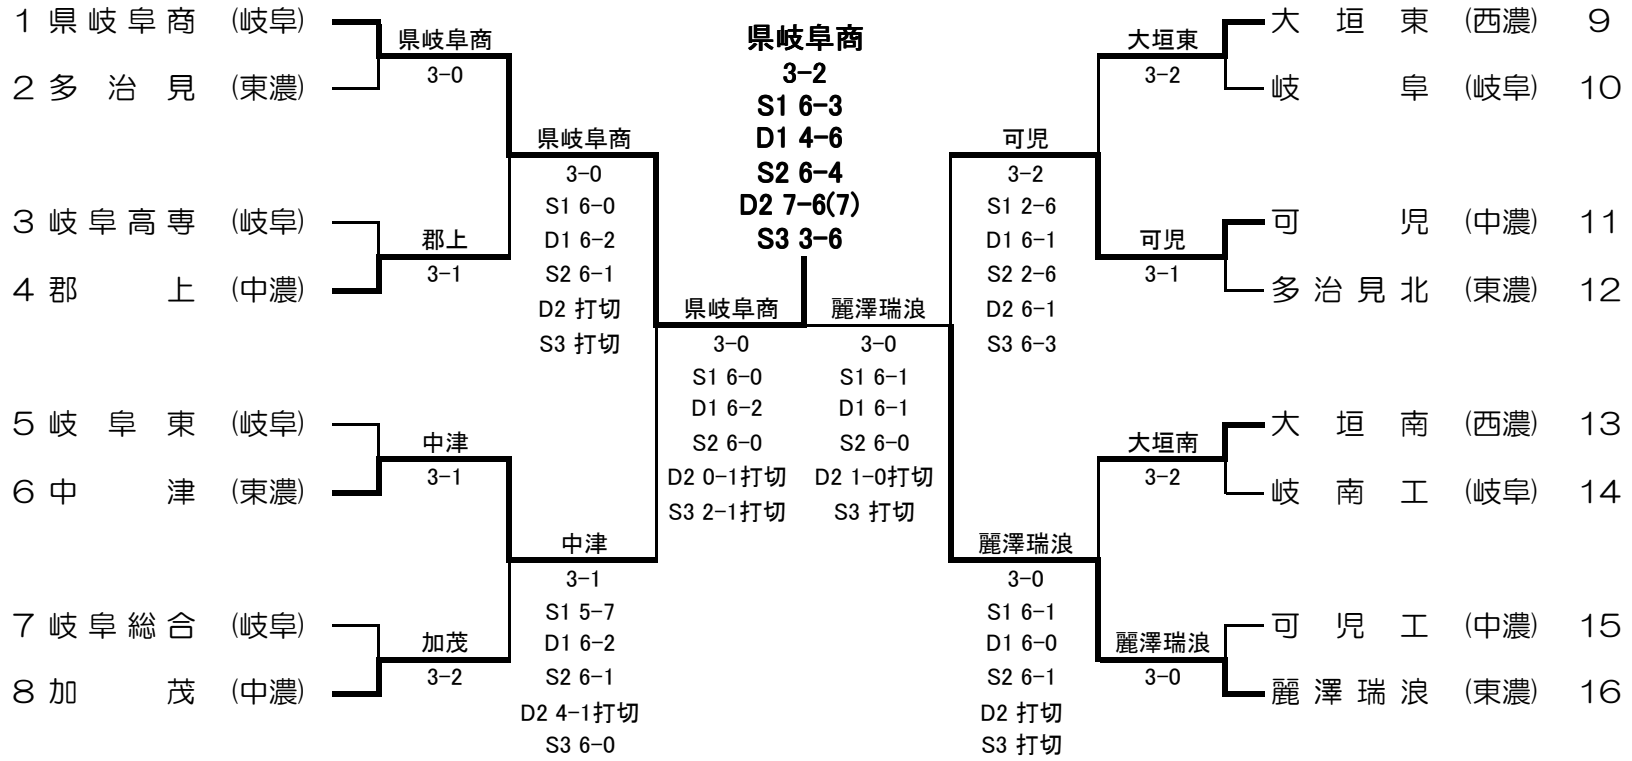 1 県岐阜商 (岐阜)
県岐阜商
3-0
2 多治見 (東濃)
県岐阜商
3-0
S1 6-0
D1 6-2
S2 6-1
D2 打切
S3 打切
3 岐阜高専 (岐阜)
郡上
3-1
4 郡上 (中濃)
県岐阜商
3-0
S1 6-0
D1 6-2
S2 6-0
D2 0-1打切
S3 2-1打切
5 岐阜東 (岐阜)
中津
3-1
6 中津 (東濃)
中津
3-1
S1 5-7
D1 6-2
S2 6-1
D2 4-1打切
S3 6-0
7 岐阜総合 (岐阜)
加茂
3-2
8 加茂 (中濃)
県岐阜商
3-2
S1 6-3
D1 4-6
S2 6-4
D2 7-6(7)
S3 3-6
麗澤瑞浪
3-0
S1 6-1
D1 6-1
S2 6-0
D2 1-0打切
S3 打切
大垣東 (西濃) 9
大垣東
3-2
岐阜 (岐阜) 10
可児
3-2
S1 2-6
D1 6-1
S2 2-6
D2 6-1
S3 6-3
可児 (中濃) 11
可児
3-1
多治見北 (東濃) 12
大垣南 (西濃) 13
大垣南
3-2
岐南工 (岐阜) 14
麗澤瑞浪
3-0
S1 6-1
D1 6-0
S2 6-1
D2 打切
S3 打切
可児工 (中濃) 15
麗澤瑞浪
3-0
麗澤瑞浪 (東濃) 16